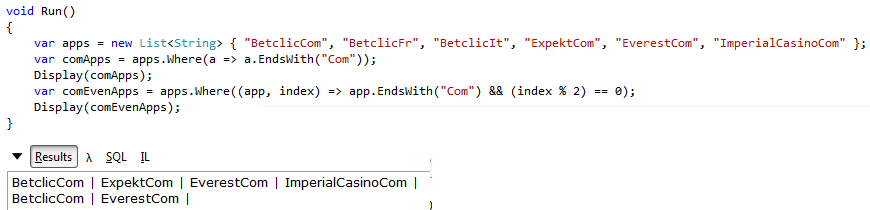 void Run()
{
var apps = new List<String> { "BetclicCom", "BetclicFr", "BetclicIt", "ExpektCom", "EverestCom", "ImperialCasinoCom" };
var comApps = apps.Where(a => a.EndsWith("Com"));
Display(comApps);
var comEvenApps = apps.Where((app, index) => app.EndsWith("Com") && (index % 2) == 0);
Display(comEvenApps);
}
▼ Results λ SQL IL
BetclicCom | ExpektCom | EverestCom | ImperialCasinoCom |
BetclicCom | EverestCom |